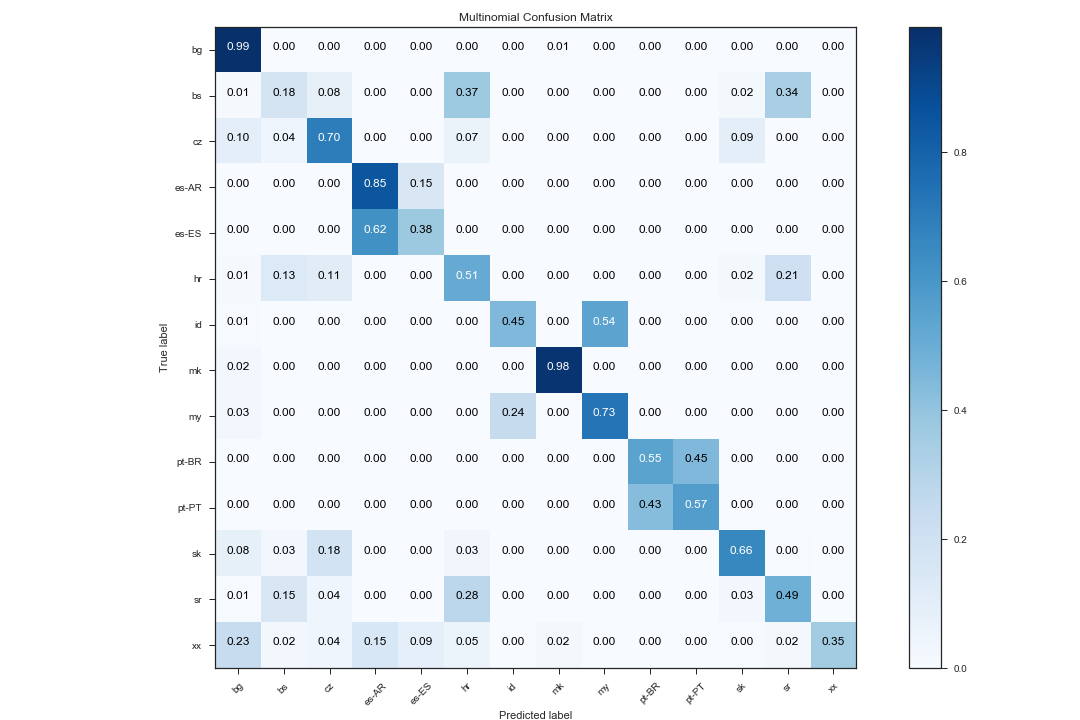 Multinomial Confusion Matrix
bg 0.99 0.00 0.00 0.00 0.00 0.00 0.00 0.01 0.00 0.00 0.00 0.00 0.00 0.00
bs 0.01 0.18 0.08 0.00 0.00 0.37 0.00 0.00 0.00 0.00 0.00 0.02 0.34 0.00
cz 0.10 0.04 0.70 0.00 0.00 0.07 0.00 0.00 0.00 0.00 0.00 0.09 0.00 0.00
es-AR 0.00 0.00 0.00 0.85 0.15 0.00 0.00 0.00 0.00 0.00 0.00 0.00 0.00 0.00
es-ES 0.00 0.00 0.00 0.62 0.38 0.00 0.00 0.00 0.00 0.00 0.00 0.00 0.00 0.00
hr 0.01 0.13 0.11 0.00 0.00 0.51 0.00 0.00 0.00 0.00 0.00 0.02 0.21 0.00
id 0.01 0.00 0.00 0.00 0.00 0.00 0.45 0.00 0.54 0.00 0.00 0.00 0.00 0.00
mk 0.02 0.00 0.00 0.00 0.00 0.00 0.00 0.98 0.00 0.00 0.00 0.00 0.00 0.00
my 0.03 0.00 0.00 0.00 0.00 0.00 0.24 0.00 0.73 0.00 0.00 0.00 0.00 0.00
pt-BR 0.00 0.00 0.00 0.00 0.00 0.00 0.00 0.00 0.00 0.55 0.45 0.00 0.00 0.00
pt-PT 0.00 0.00 0.00 0.00 0.00 0.00 0.00 0.00 0.00 0.43 0.57 0.00 0.00 0.00
sk 0.08 0.03 0.18 0.00 0.00 0.03 0.00 0.00 0.00 0.00 0.00 0.66 0.00 0.00
sr 0.01 0.15 0.04 0.00 0.00 0.28 0.00 0.00 0.00 0.00 0.00 0.03 0.49 0.00
xx 0.23 0.02 0.04 0.15 0.09 0.05 0.00 0.02 0.00 0.00 0.00 0.00 0.02 0.35
bg bs cz es-AR es-ES hr id mk my pt-BR pt-PT sk sr xx
True label
Predicted label
0.8
0.6
0.4
0.2
0.0